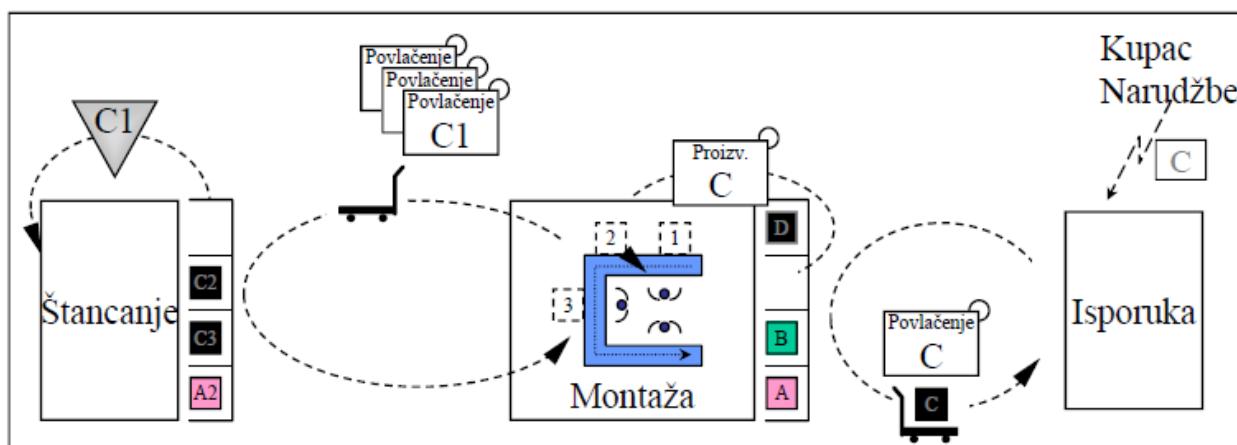 Kupac
Narudžbe
C
Povlačenje
Povlačenje
Povlačenje
C1
C1
Proizv.
C
Štancanje
C2
C3
A2
2
1
3
Montaža
D
B
A
Povlačenje
C
C
Isporuka